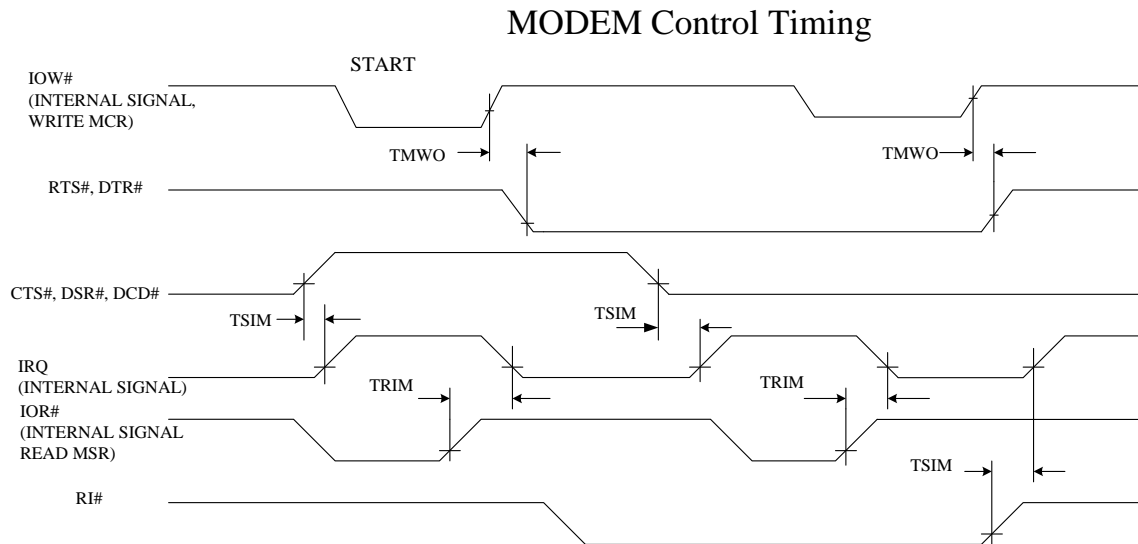 MODEM Control Timing
START
IOW#
(INTERNAL SIGNAL,
WRITE MCR)
TMWO
TMWO
RTS#, DTR#
CTS#, DSR#, DCD#
TSIM
TSIM
IRQ
(INTERNAL SIGNAL)
TRIM
TRIM
IOR#
(INTERNAL SIGNAL
READ MSR)
TSIM
RI#